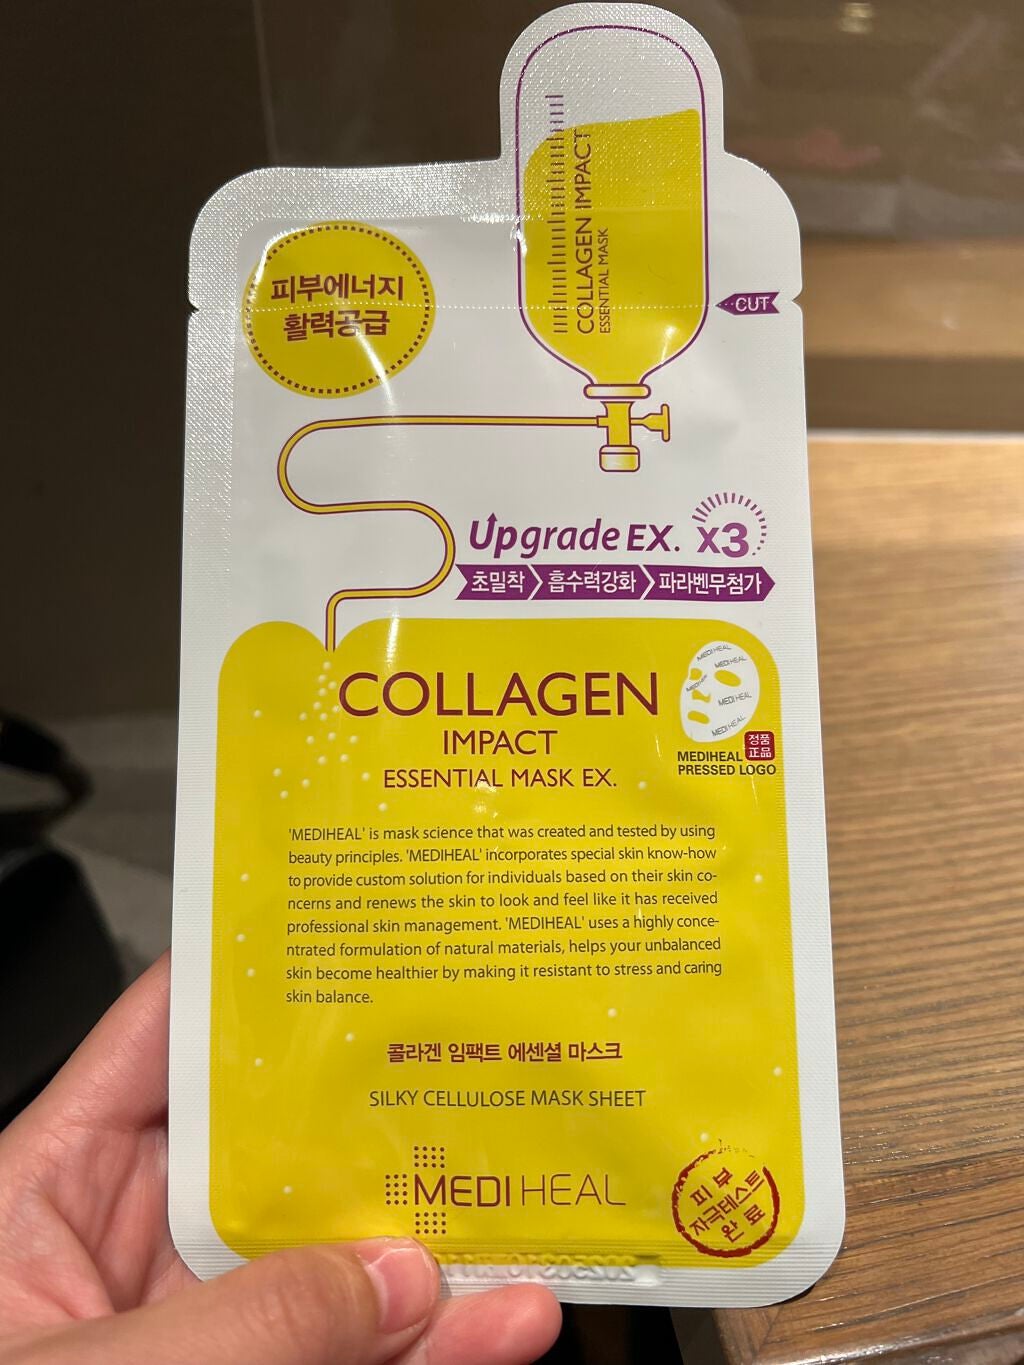 COLLAGEN IMPACT
ESSENTIAL MASK
피부에너지
활력공급
CUT
Upgrade EX. X3
초밀착 흡수력강화 파라벤무첨가
COLLAGEN
IMPACT
ESSENTIAL MASK EX.
MEDIHEAL
MEDIHEAL
MEDIHEAL
MEDIHEAL
MEDIHEAL
MEDIHEAL 정품 正品
PRESSED LOGO
'MEDIHEAL' is mask science that was created and tested by using
beauty principles. 'MEDIHEAL' incorporates special skin know-how
to provide custom solution for individuals based on their skin co-
ncerns and renews the skin to look and feel like it has received
professional skin management. 'MEDIHEAL' uses a highly conce-
ntrated formulation of natural materials, helps your unbalanced
skin become healthier by making it resistant to stress and caring
skin balance.
콜라겐 임팩트 에센셜 마스크
SILKY CELLULOSE MASK SHEET
MEDIHEAL
피부
자극테스트
완료